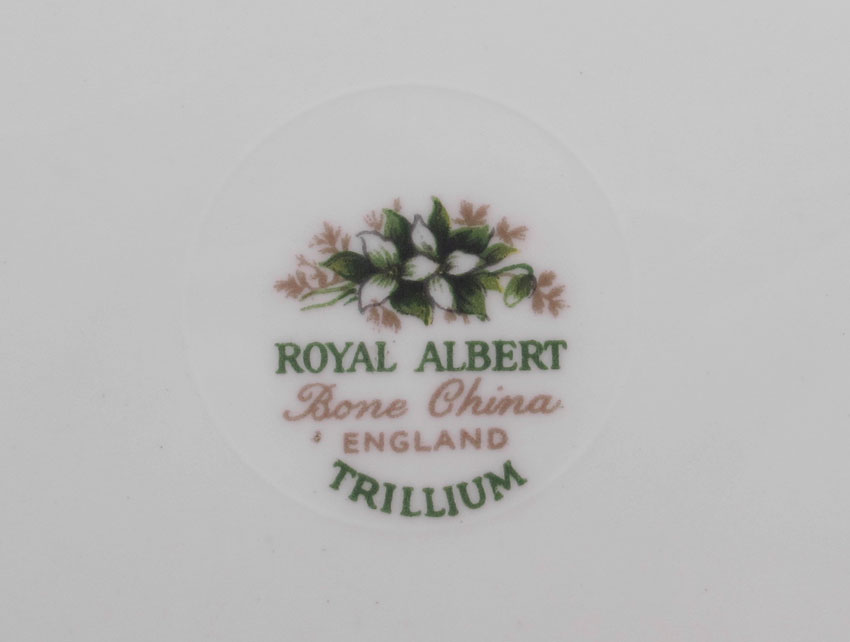 ROYAL ALBERT
Bone China
ENGLAND
TRILLIUM